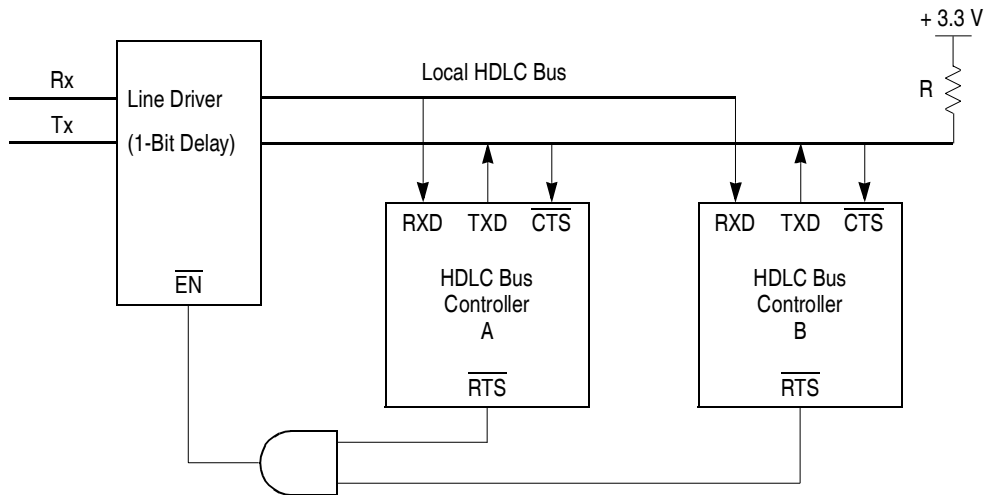 + 3.3 V
Rx
Line Driver
Local HDLC Bus
R
Tx
(1-Bit Delay)
RXD TXD CTS
RXD TXD CTS
EN
HDLC Bus
Controller
A
HDLC Bus
Controller
B
RTS
RTS